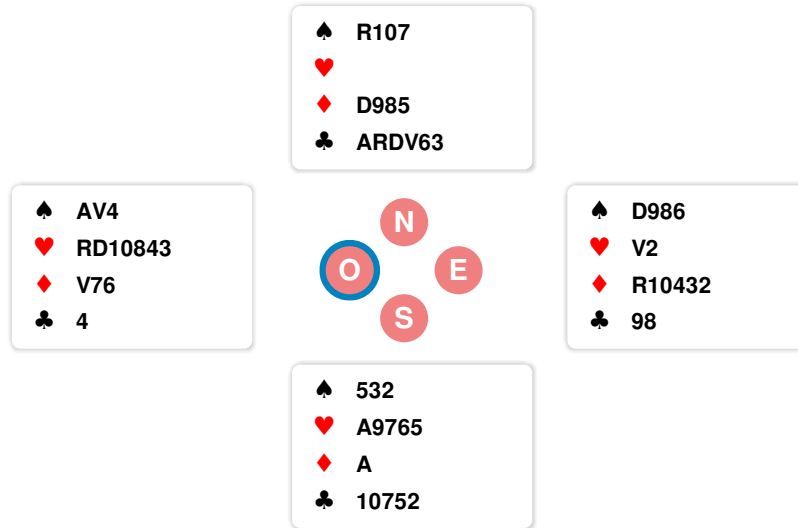 ♠ R107
♥
♦ D985
♣ ARDV63
♠ AV4
♥ RD10843
♦ V76
♣ 4
N
O
E
S
♠ D986
♥ V2
♦ R10432
♣ 98
♠ 532
♥ A9765
♦ A
♣ 10752